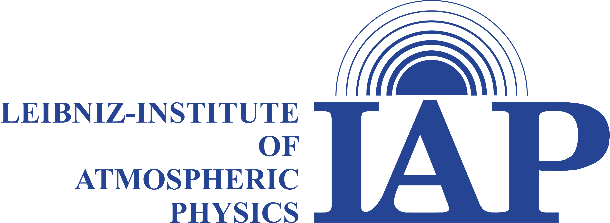 LEIBNIZ-INSTITUTE
OF
ATMOSPHERIC
PHYSICS
IAP